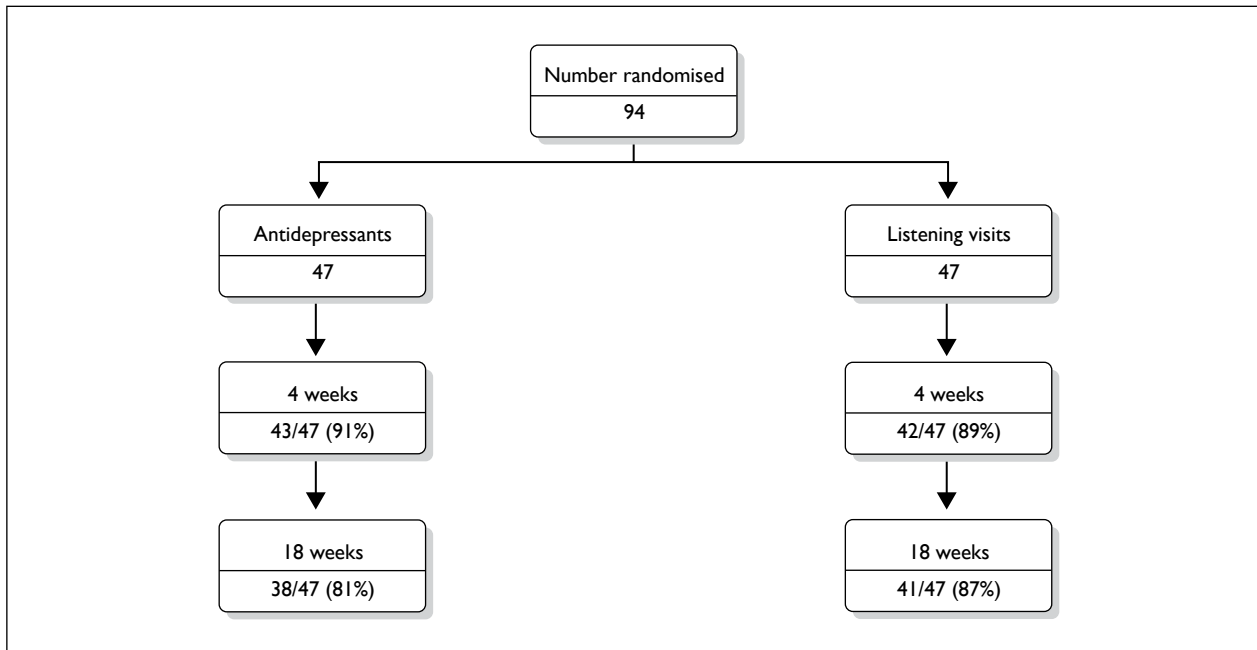 Number randomised
94
Antidepressants
47
Listening visits
47
4 weeks
43/47 (91%)
4 weeks
42/47 (89%)
18 weeks
38/47 (81%)
18 weeks
41/47 (87%)